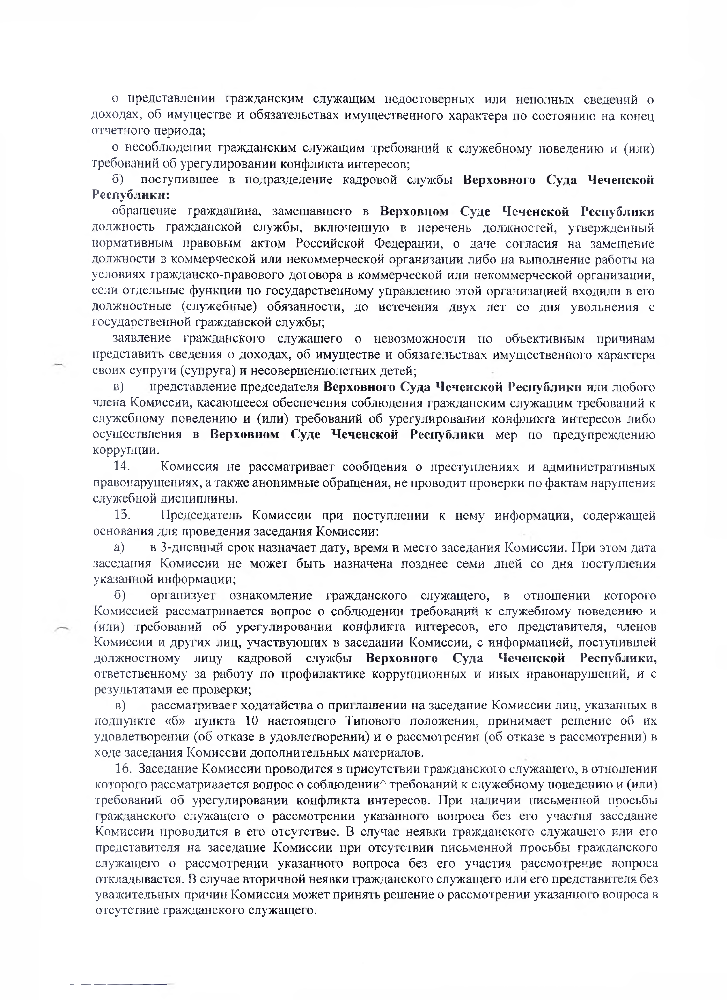 о представлении гражданским служащим недостоверных или неполных сведений о
доходах, об имуществе и обязательствах имущественного характера по состоянию на конец
отчетного периода;
о несоблюдении гражданским служащим требований к служебному поведению и (или)
требований об урегулировании конфликта интересов;
б) поступившее в подразделение кадровой службы Верховного Суда Чеченской
Республики:
обращение гражданина, замещавшего в Верховном Суде Чеченской Республики
должность гражданской службы, включенную в перечень должностей, утвержденный
нормативным правовым актом Российской Федерации, о даче согласия на замещение
должности в коммерческой или некоммерческой организации либо на выполнение работы на
условиях гражданско-правового договора в коммерческой или некоммерческой организации,
если отдельные функции по государственному управлению этой организацией входили в его
должностные (служебные) обязанности, до истечения двух лет со дня увольнения с
государственной гражданской службы;
заявление гражданского служащего о невозможности по объективным причинам
представить сведения о доходах, об имуществе и обязательствах имущественного характера
своих супруги (супруга) и несовершеннолетних детей;
в) представление председателя Верховного Суда Чеченской Республики или любого
члена Комиссии, касающееся обеспечения соблюдения гражданским служащим требований к
служебному поведению и (или) требований об урегулировании конфликта интересов либо
осуществления в Верховном Суде Чеченской Республики мер по предупреждению
коррупции.
14. Комиссия не рассматривает сообщения о преступлениях и административных
правонарушениях, а также анонимные обращения, не проводит проверки по фактам нарушения
служебной дисциплины.
15. Председатель Комиссии при поступлении к нему информации, содержащей
основания для проведения заседания Комиссии:
а) в 3-дневный срок назначает дату, время и место заседания Комиссии. При этом дата
заседания Комиссии не может быть назначена позднее семи дней со дня поступления
указанной информации;
б) организует ознакомление гражданского служащего, в отношении которого
Комиссией рассматривается вопрос о соблюдении требований к служебному поведению и
(или) требований об урегулировании конфликта интересов, его представителя, членов
Комиссии и других лиц, участвующих в заседании Комиссии, с информацией, поступившей
должностному лицу кадровой службы Верховного Суда Чеченской Республики,
ответственному за работу по профилактике коррупционных и иных правонарушений, и с
результатами ее проверки;
в) рассматривает ходатайства о приглашении на заседание Комиссии лиц, указанных в
подпункте «б» пункта 10 настоящего Типового положения, принимает решение об их
удовлетворении (об отказе в удовлетворении) и о рассмотрении (об отказе в рассмотрении) в
ходе заседания Комиссии дополнительных материалов.
16. Заседание Комиссии проводится в присутствии гражданского служащего, в отношении
которого рассматривается вопрос о соблюдении^ требований к служебному поведению и (или)
требований об урегулировании конфликта интересов. При наличии письменной просьбы
гражданского служащего о рассмотрении указанного вопроса без его участия заседание
Комиссии проводится в его отсутствие. В случае неявки гражданского служащего или его
представителя на заседание Комиссии при отсутствии письменной просьбы гражданского
служащего о рассмотрении указанного вопроса без его участия рассмотрение вопроса
откладывается. В случае вторичной неявки гражданского служащего или его представителя без
уважительных причин Комиссия может принять решение о рассмотрении указанного вопроса в
отсутствие гражданского служащего.